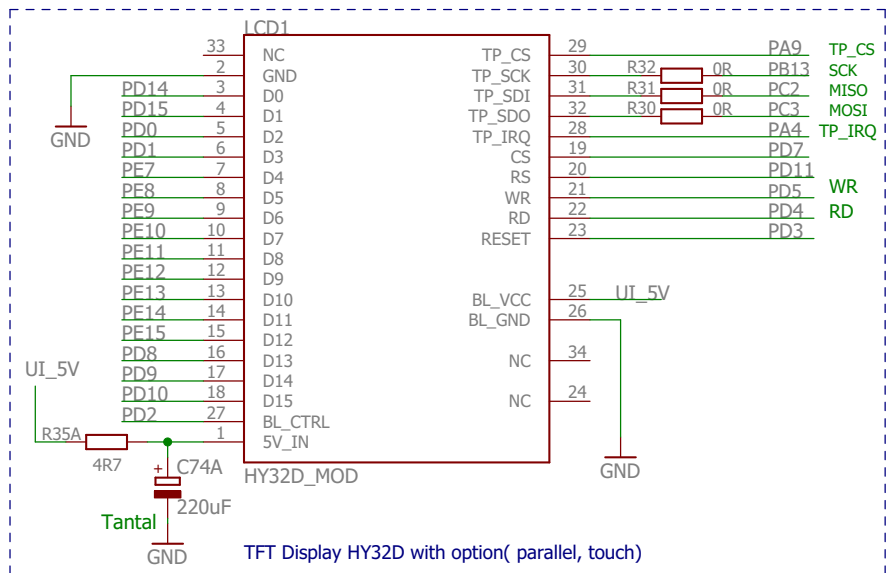 LCD1
33 NC TP_CS 29 PA9 TP_CS
2 GND TP_SCK 30 R32 0R PB13 SCK
PD14 3 D0 TP_SDI 31 R31 0R PC2 MISO
PD15 4 D1 TP_SDO 32 R30 0R PC3 MOSI
GND PD0 5 D2 TP_IRQ 28 PA4 TP_IRQ
PD1 6 D3 CS 19 PD7
PE7 7 D4 RS 20 PD11
PE8 8 D5 WR 21 PD5 WR
PE9 9 D6 RD 22 PD4 RD
PE10 10 D7 RESET 23 PD3
PE11 11 D8
PE12 12 D9
PE13 13 D10 BL_VCC 25 UI_5V
PE14 14 D11 BL_GND 26
PE15 15 D12
PD8 16 D13 NC 34
UI_5V PD9 17 D14
PD10 18 D15 NC 24
PD2 27 BL_CTRL
R35A 1 5V_IN
4R7 + C74A HY32D_MOD GND
220uF
Tantal
GND TFT Display HY32D with option( parallel, touch)